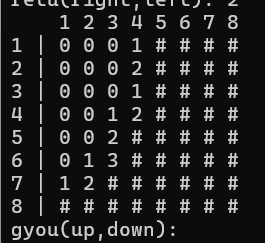 retu(right,left): 2
    1 2 3 4 5 6 7 8
1 | 0 0 0 1 # # # #
2 | 0 0 0 2 # # # #
3 | 0 0 0 1 # # # #
4 | 0 0 1 2 # # # #
5 | 0 0 2 # # # # #
6 | 0 1 3 # # # # #
7 | 1 2 # # # # # #
8 | # # # # # # # #
gyou(up,down):